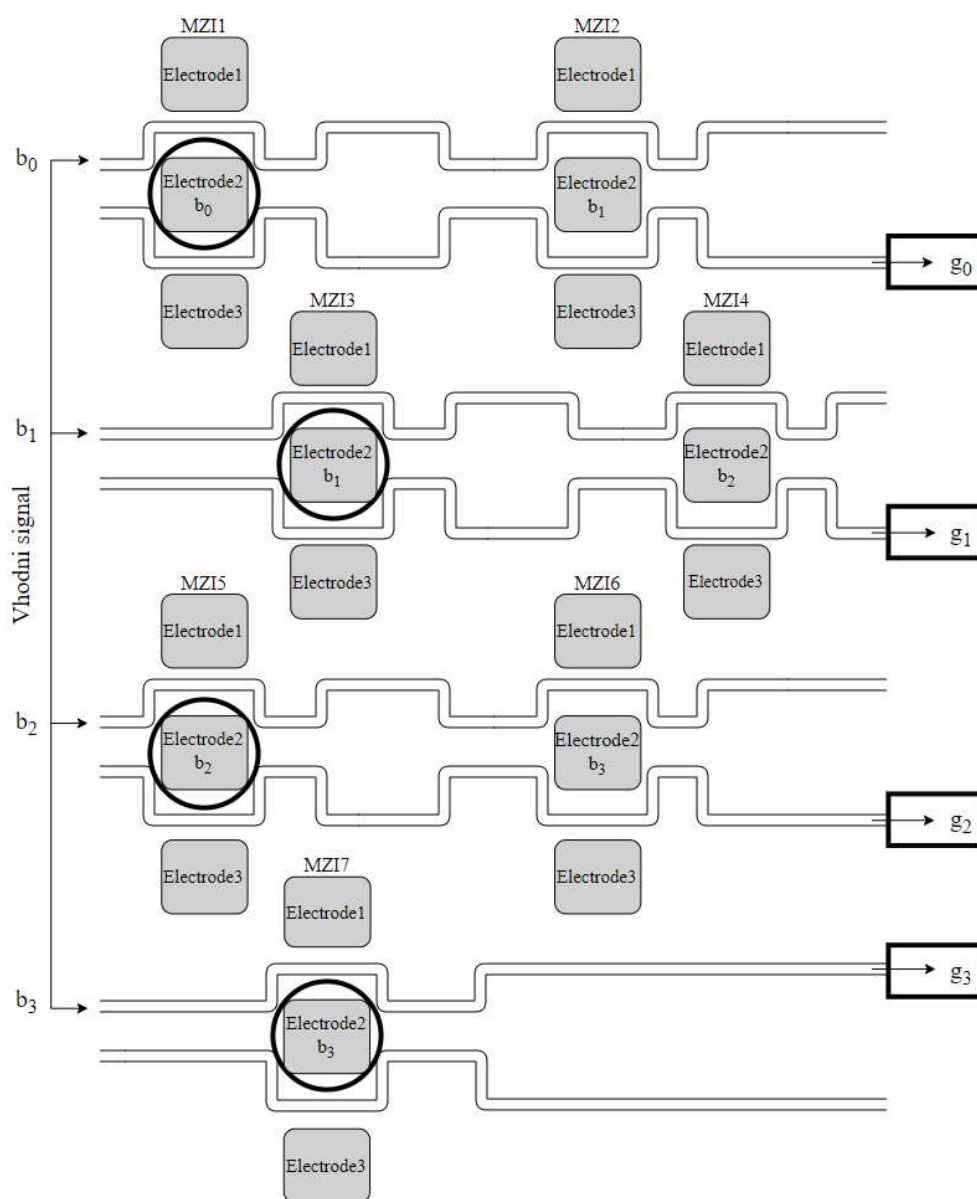 MZI1
MZI2
Electrode1
Electrode1
b0
Electrode2
b0
Electrode2
b1
g0
Electrode3
Electrode3
MZI3
MZI4
Electrode1
Electrode1
b1
Electrode2
b1
Electrode2
b2
g1
Electrode3
Electrode3
Vhodni signal
MZI5
MZI6
Electrode1
Electrode1
b2
Electrode2
b2
Electrode2
b3
g2
Electrode3
Electrode3
MZI7
Electrode1
g3
b3
Electrode2
b3
Electrode3